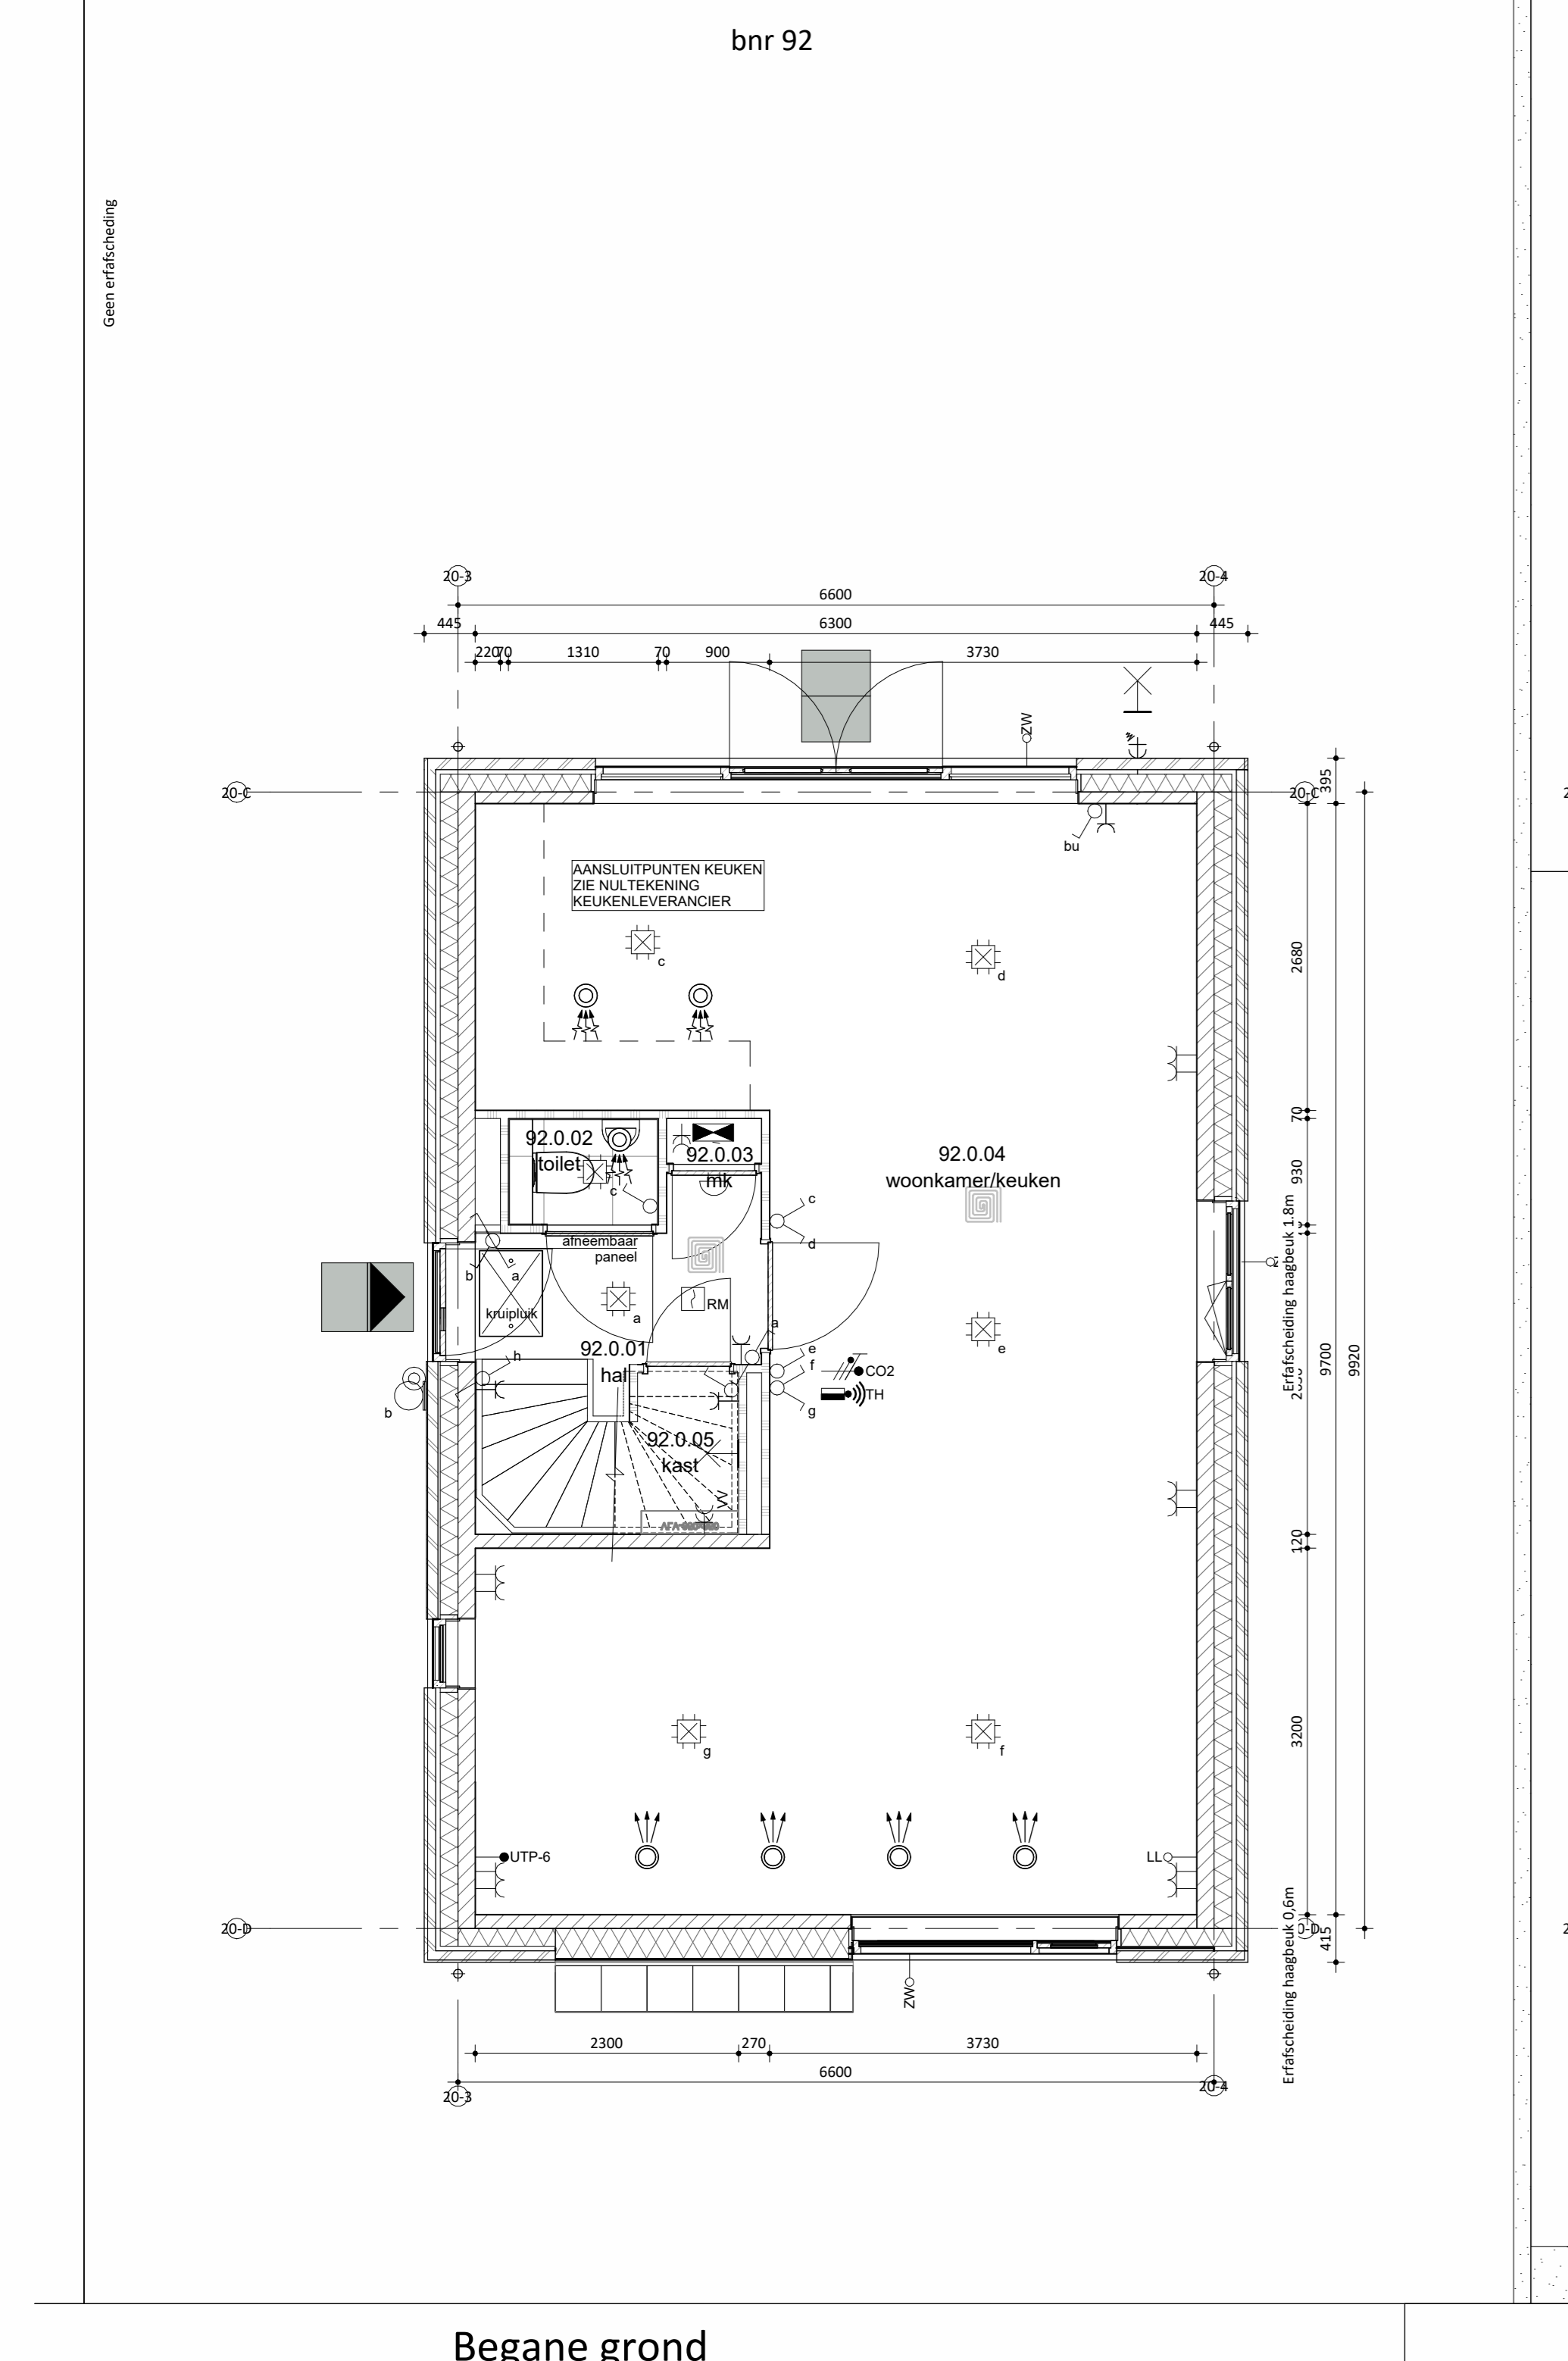 bnr 92
Geen erfafscheding
20-3
20-4
6600
445
6300
445
220
70
1310
70
900
3730
ZW
20-C
20-C
395
bu
AANSLUITPUNTEN KEUKEN
ZIE NULTEKENING
KEUKENLEVERANCIER
c
d
2680
70
92.0.02
toilet
c
92.0.03
mk
92.0.04
woonkamer/keuken
930
c
d
Erfafscheiding haagbeuk 1.8m
afneembaar
paneel
b
a
kruipluik
a
RM
a
e
92.0.01
hal
h
e
f
g
CO2
TH
9700
9920
b
92.0.05
kast
120
3200
g
f
UTP-6
LL
20-D
415
Erfafscheiding haagbeuk 0,6m
ZW
2300
270
3730
6600
20-3
20-4
Begane grond